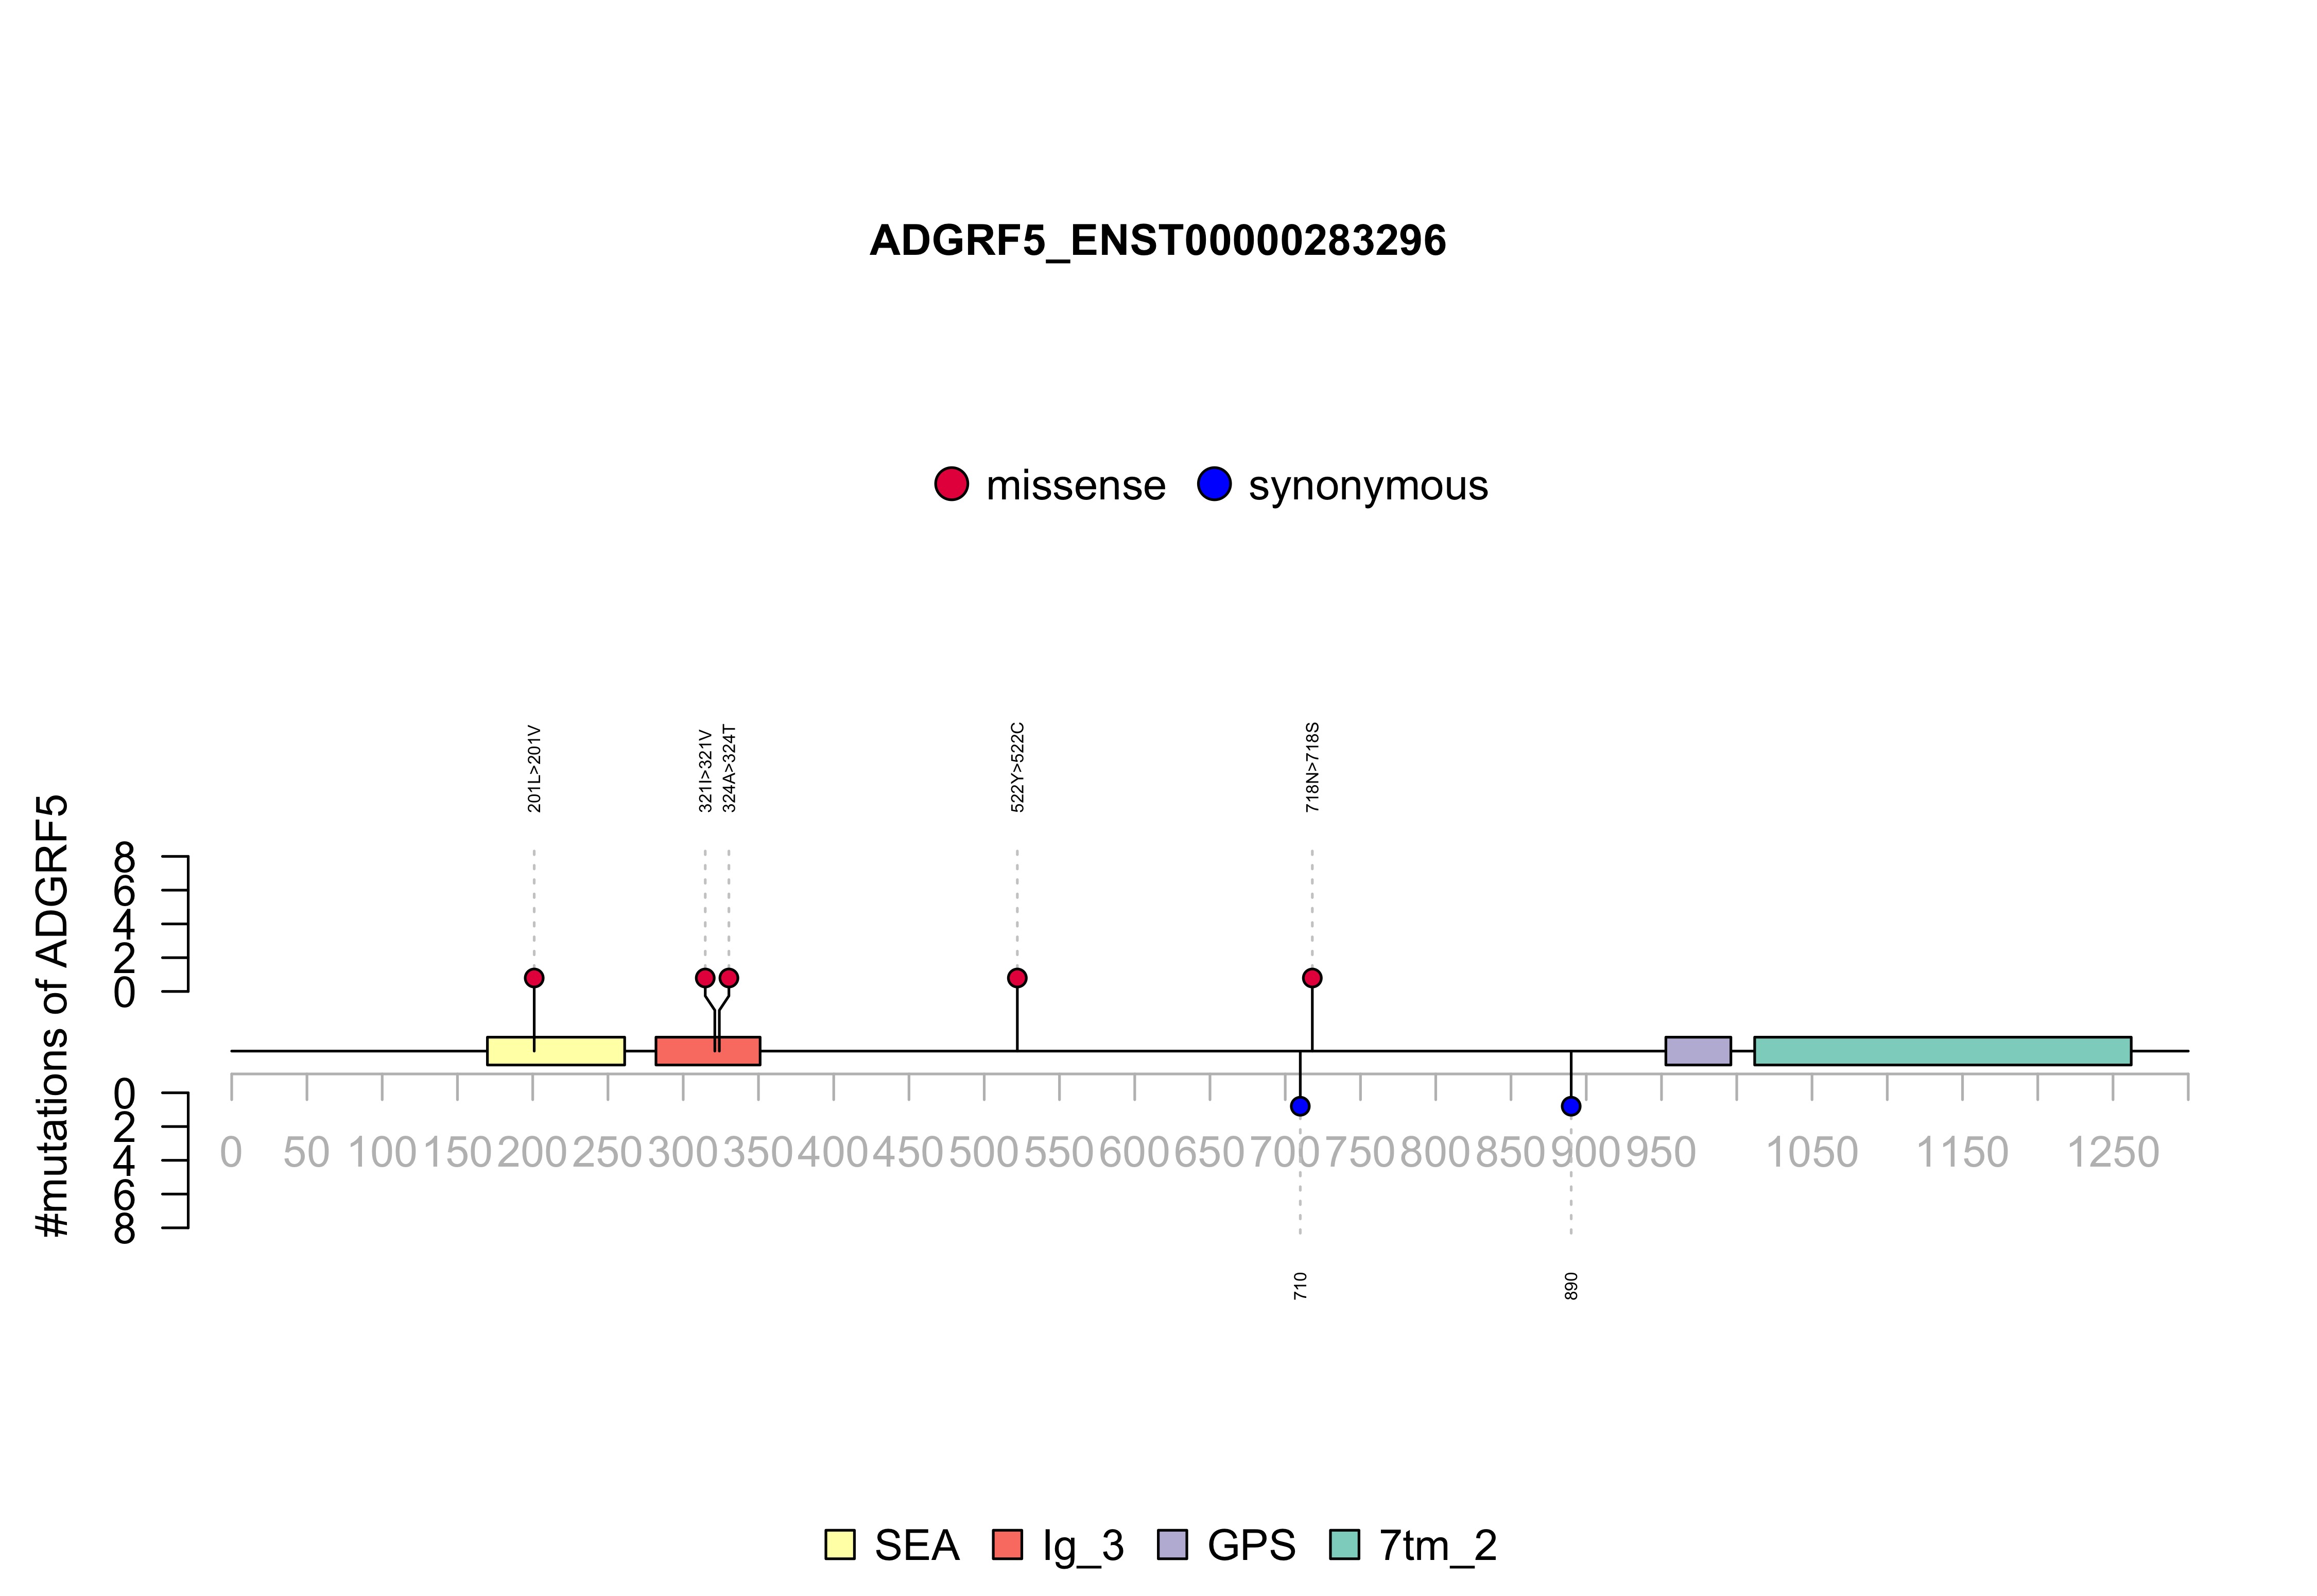 ADGRF5_ENST00000283296
missense synonymous
201L>201V 321I>321V 324A>324T 522Y>522C 718N>718S
#mutations of ADGRF5
8
6
4
2
0
0
2
4
6
8
0 50 100 150 200 250 300 350 400 450 500 550 600 650 700 750 800 850 900 950 1050 1150 1250
710 890
SEA Ig_3 GPS 7tm_2